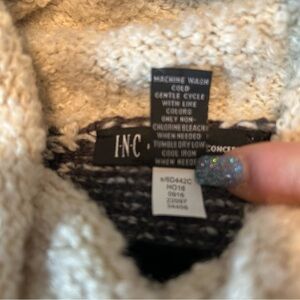 MACHINE WASH
COLD
GENTLE CYCLE
WITH LIKE
COLORS
ONLY NON-
CHLORINE BLEACH
WHEN NEEDED
TUMBLE DRY LOW
COOL IRON
WHEN NEEDED
I·N·C
CONCEPTS
HO16